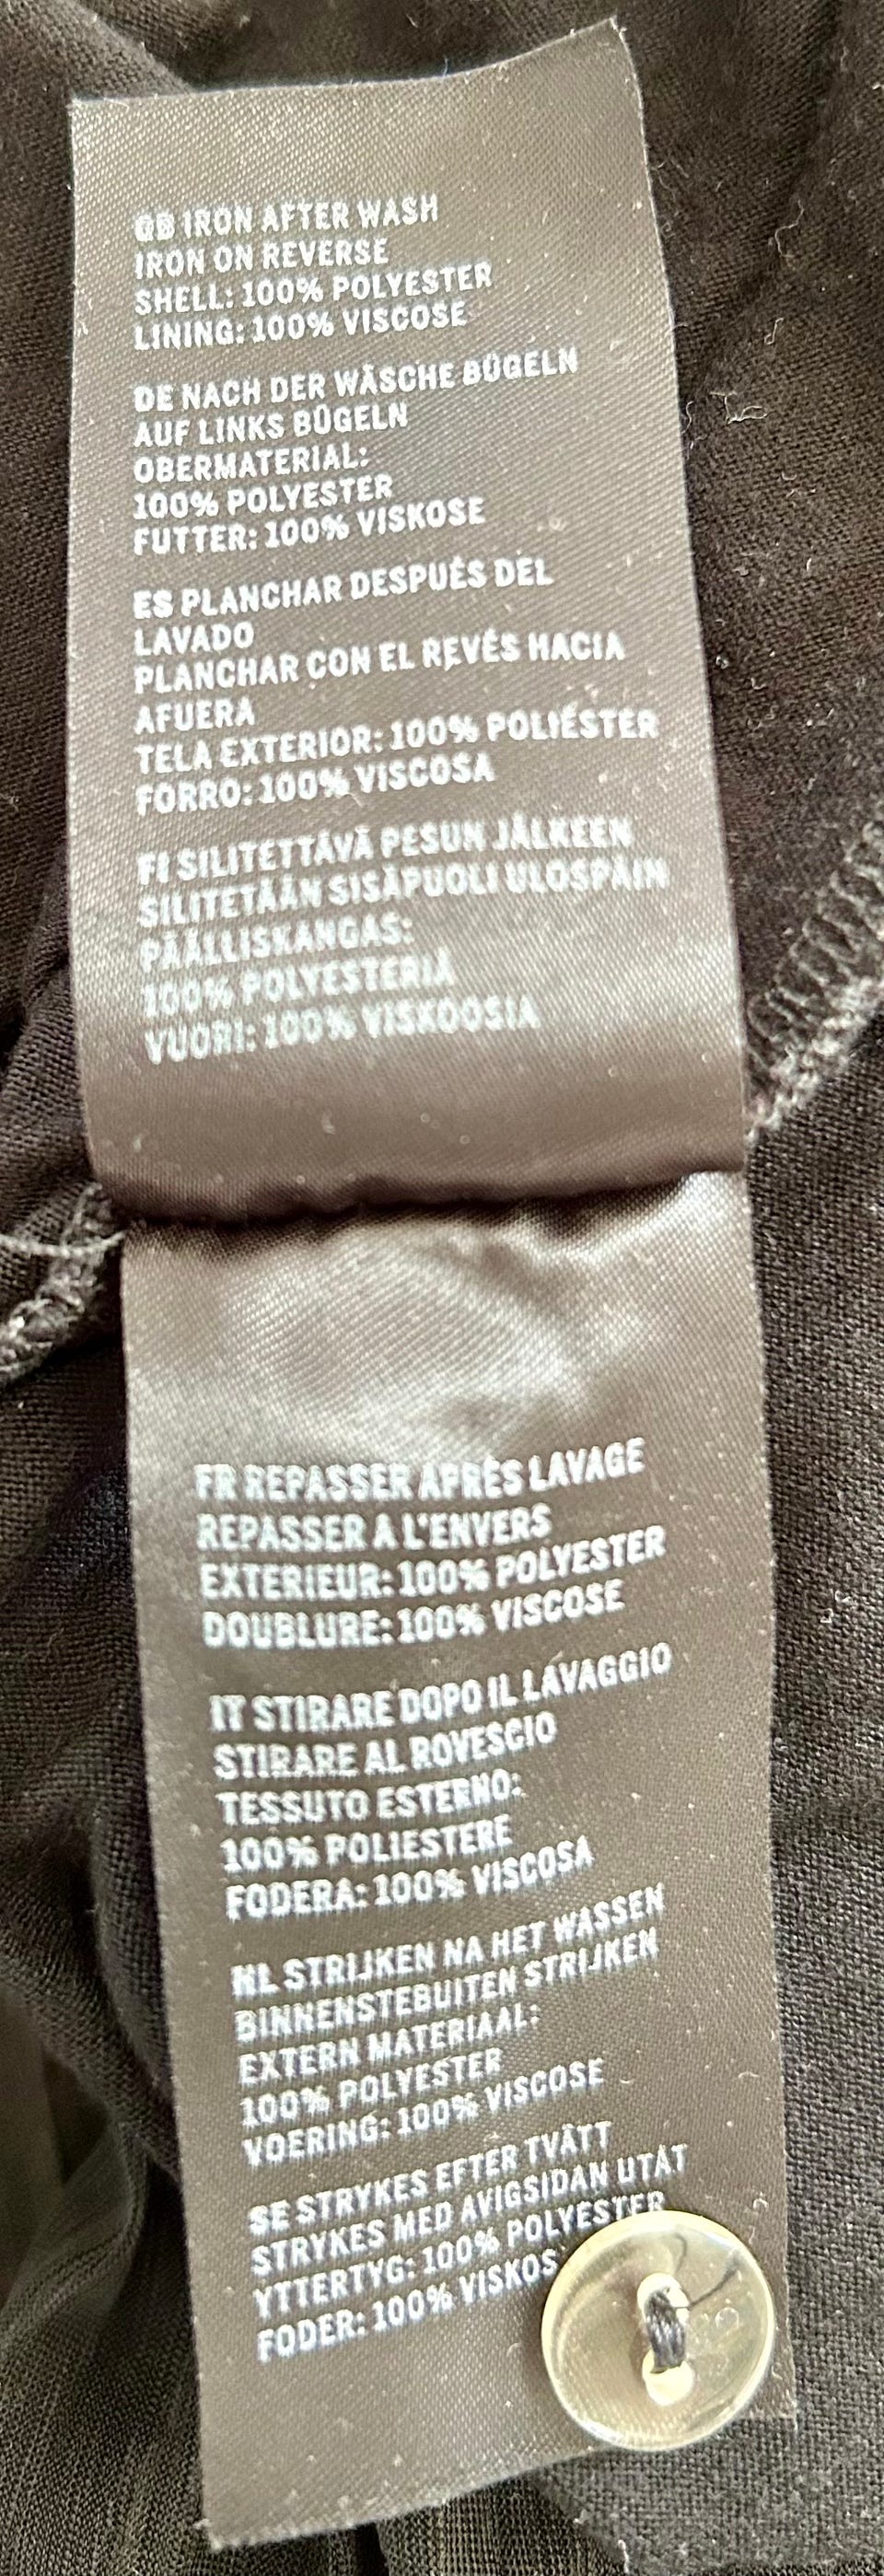 GB IRON AFTER WASH
IRON ON REVERSE
SHELL: 100% POLYESTER
LINING: 100% VISCOSE
DE NACH DER WÄSCHE BÜGELN
AUF LINKS BÜGELN
OBERMATERIAL:
100% POLYESTER
FUTTER: 100% VISKOSE
ES PLANCHAR DESPUÉS DEL
LAVADO
PLANCHAR CON EL REVÉS HACIA
AFUERA
TELA EXTERIOR: 100% POLIÉSTER
FORRO: 100% VISCOSA
FI SILITETTÄVÄ PESUN JÄLKEEN
SILITETÄÄN SISÄPUOLI ULOSPÄIN
PÄÄLLISKANGAS:
100% POLYESTERIÄ
VUORI: 100% VISKOOSIA
FR REPASSER APRÈS LAVAGE
REPASSER A L'ENVERS
EXTERIEUR: 100% POLYESTER
DOUBLURE: 100% VISCOSE
IT STIRARE DOPO IL LAVAGGIO
STIRARE AL ROVESCIO
TESSUTO ESTERNO:
100% POLIESTERE
FODERA: 100% VISCOSA
NL STRIJKEN NA HET WASSEN
BINNENSTEBUITEN STRIJKEN
EXTERN MATERIAAL:
100% POLYESTER
VOERING: 100% VISCOSE
SE STRYKES EFTER TVÄTT
STRYKES MED AVIGSIDAN UTÅT
YTTERTYG: 100% POLYESTER
FODER: 100% VISKOS